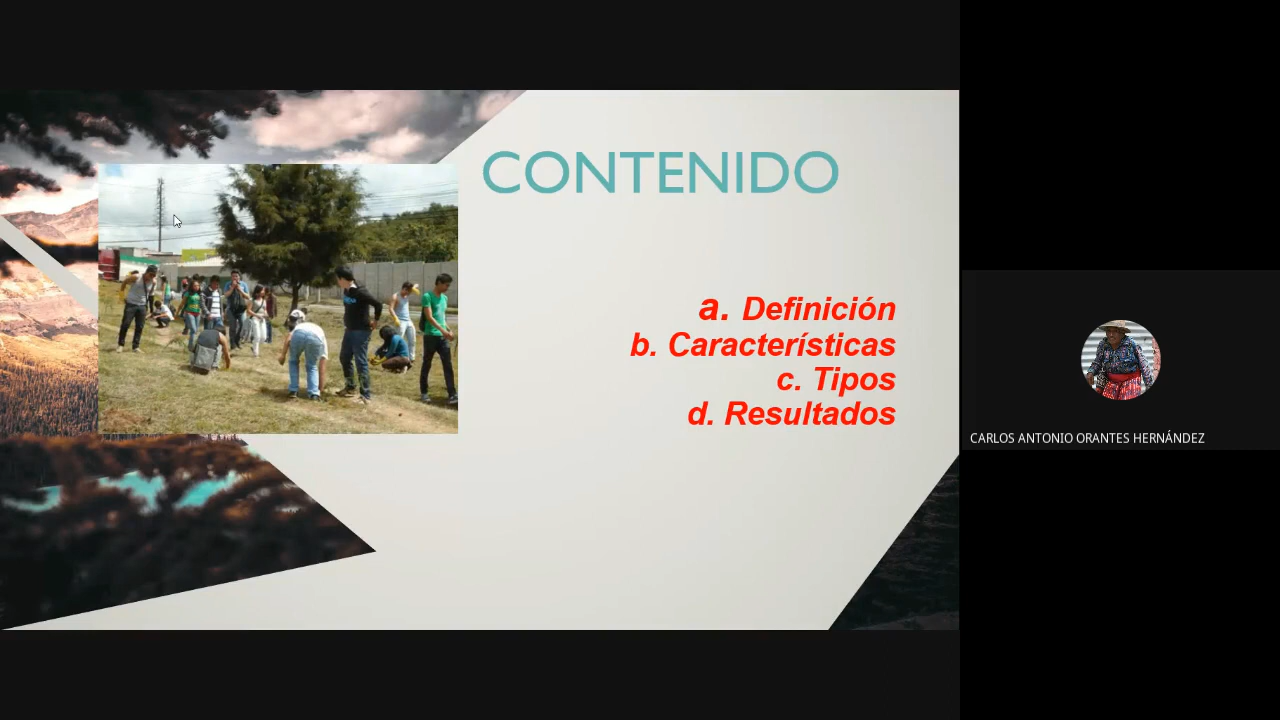 CONTENIDO
a. Definición
b. Características
c. Tipos
d. Resultados
CARLOS ANTONIO ORANTES HERNÁNDEZ